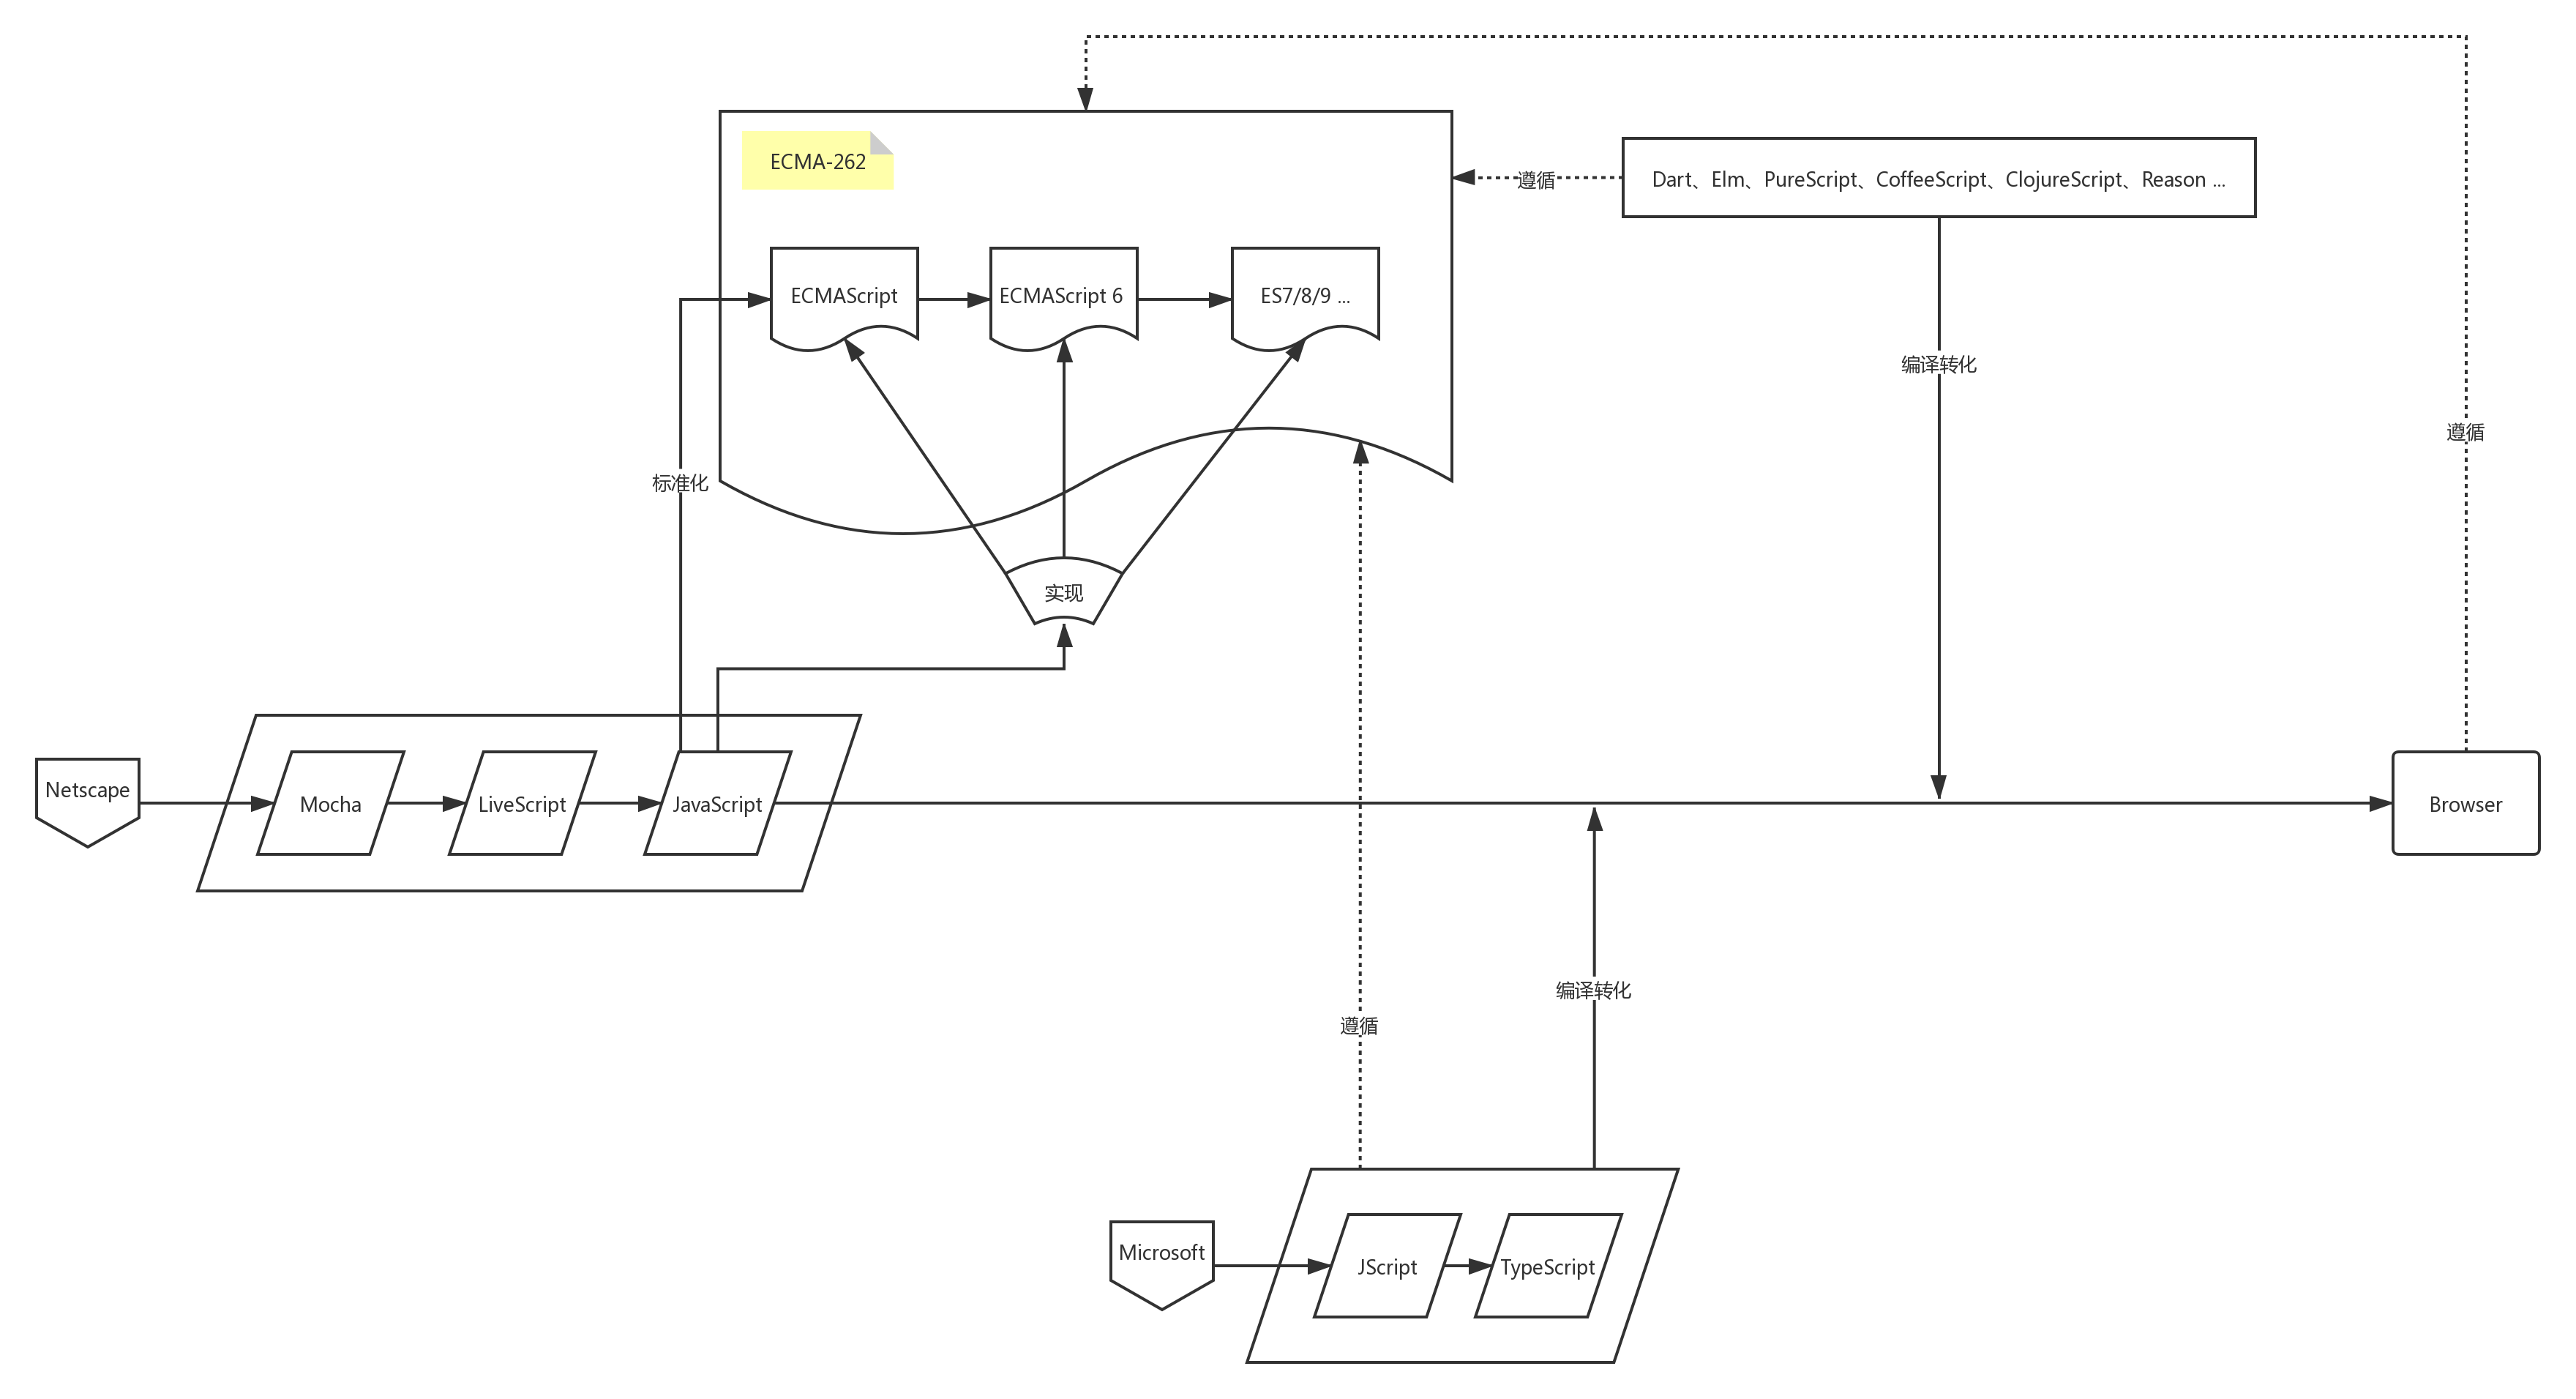 ECMA-262
遵循
Dart、Elm、PureScript、CoffeeScript、ClojureScript、Reason ...
ECMAScript
ECMAScript 6
ES7/8/9 ...
编译转化
遵循
标准化
实现
Netscape
Mocha
LiveScript
JavaScript
Browser
编译转化
遵循
Microsoft
JScript
TypeScript